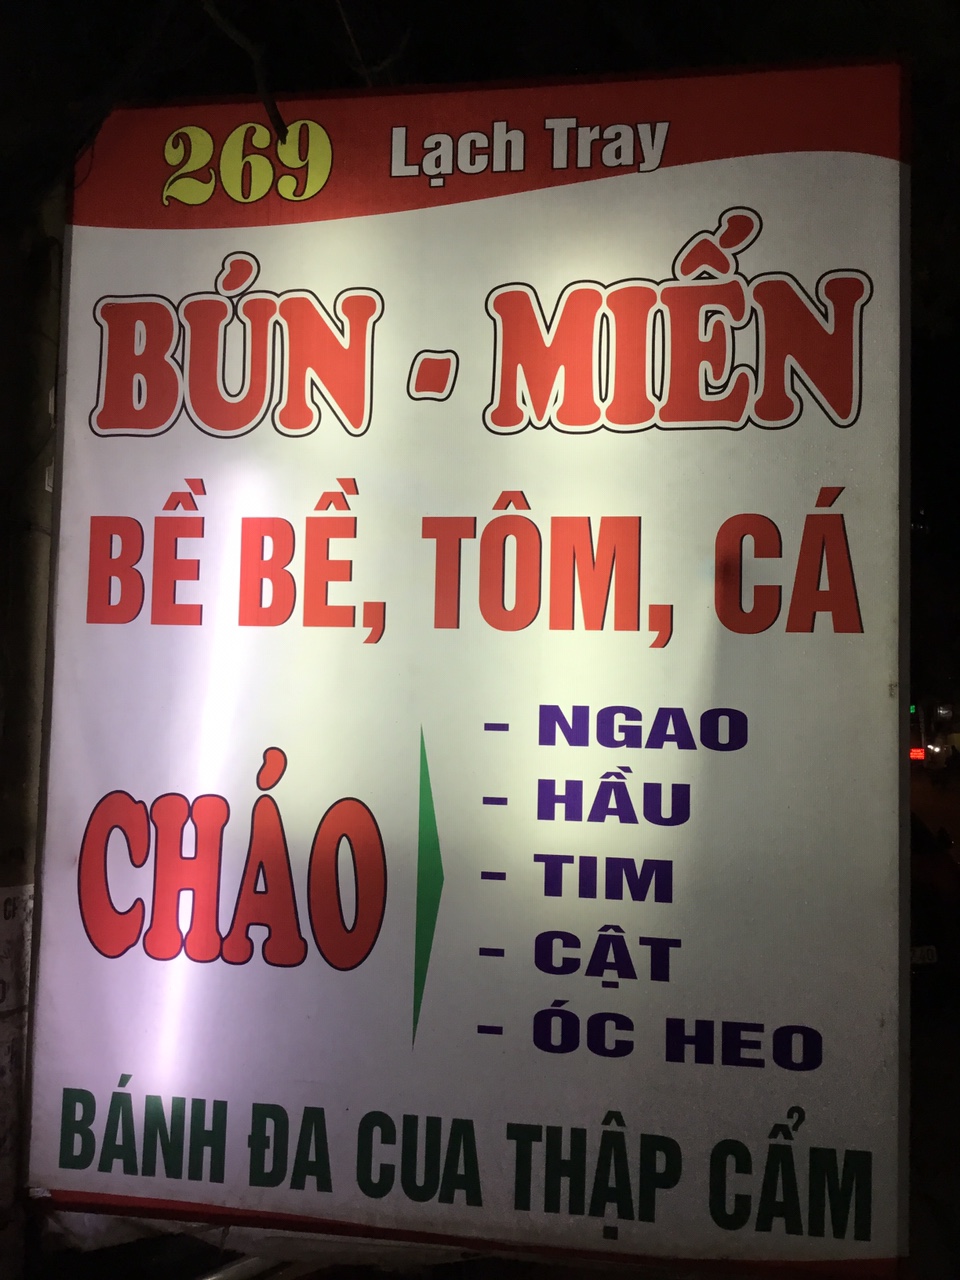 269 Lạch Tray
BÚN - MIẾN
BỀ BỀ, TÔM, CÁ
CHÁO
- NGAO
- HẦU
- TIM
- CẬT
- ÓC HEO
BÁNH ĐA CUA THẬP CẨM